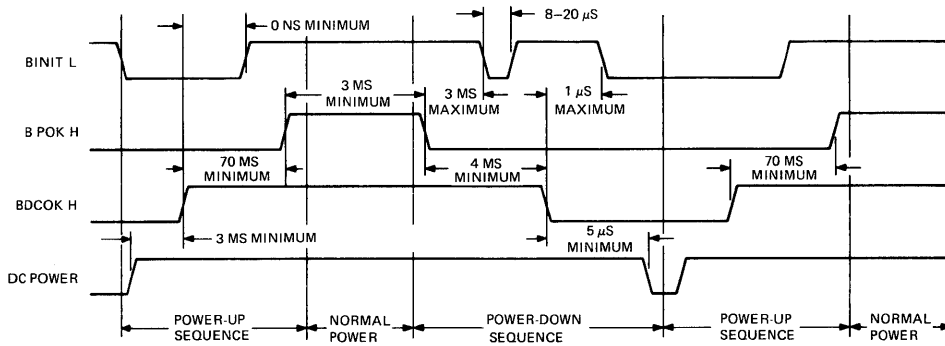 0 NS MINIMUM
8–20 µS
BINIT L
3 MS
MINIMUM
3 MS
MAXIMUM
1 µS
MAXIMUM
B POK H
70 MS
MINIMUM
4 MS
MINIMUM
70 MS
MINIMUM
BDCOK H
3 MS MINIMUM
5 µS
MINIMUM
DC POWER
POWER-UP
SEQUENCE
NORMAL
POWER
POWER-DOWN
SEQUENCE
POWER-UP
SEQUENCE
NORMAL
POWER